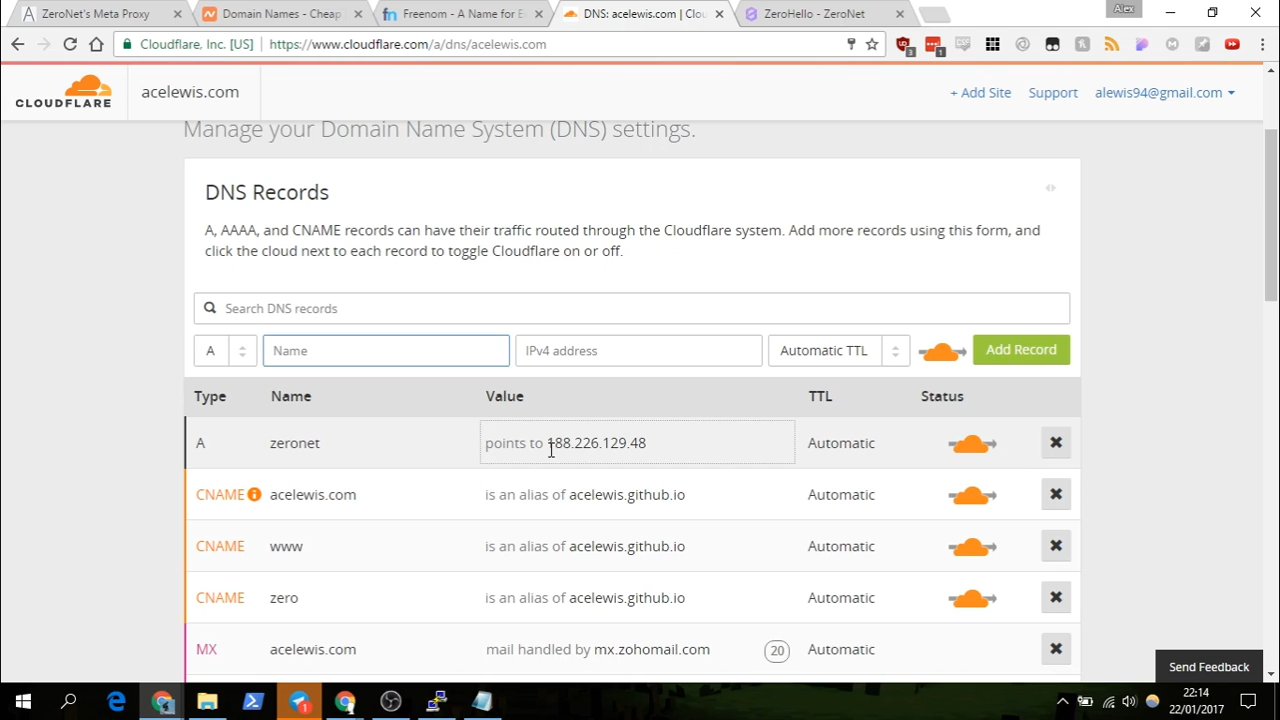 ZeroNet's Meta Proxy
Domain Names - Cheap
Freenom - A Name for E
DNS: acelewis.com | Clou
ZeroHello - ZeroNet
Alex
Cloudflare, Inc. [US]
https://www.cloudflare.com/a/dns/acelewis.com
3
1
CLOUDFLARE
acelewis.com
+ Add Site
Support
alewis94@gmail.com
Manage your Domain Name System (DNS) settings.
DNS Records
A, AAAA, and CNAME records can have their traffic routed through the Cloudflare system. Add more records using this form, and
click the cloud next to each record to toggle Cloudflare on or off.
Search DNS records
A
Name
IPv4 address
Automatic TTL
Add Record
Type
Name
Value
TTL
Status
A
zeronet
points to 188.226.129.48
Automatic
CNAME
acelewis.com
is an alias of acelewis.github.io
Automatic
CNAME
www
is an alias of acelewis.github.io
Automatic
CNAME
zero
is an alias of acelewis.github.io
Automatic
MX
acelewis.com
mail handled by mx.zohomail.com
20
Automatic
Send Feedback
22:14
22/01/2017